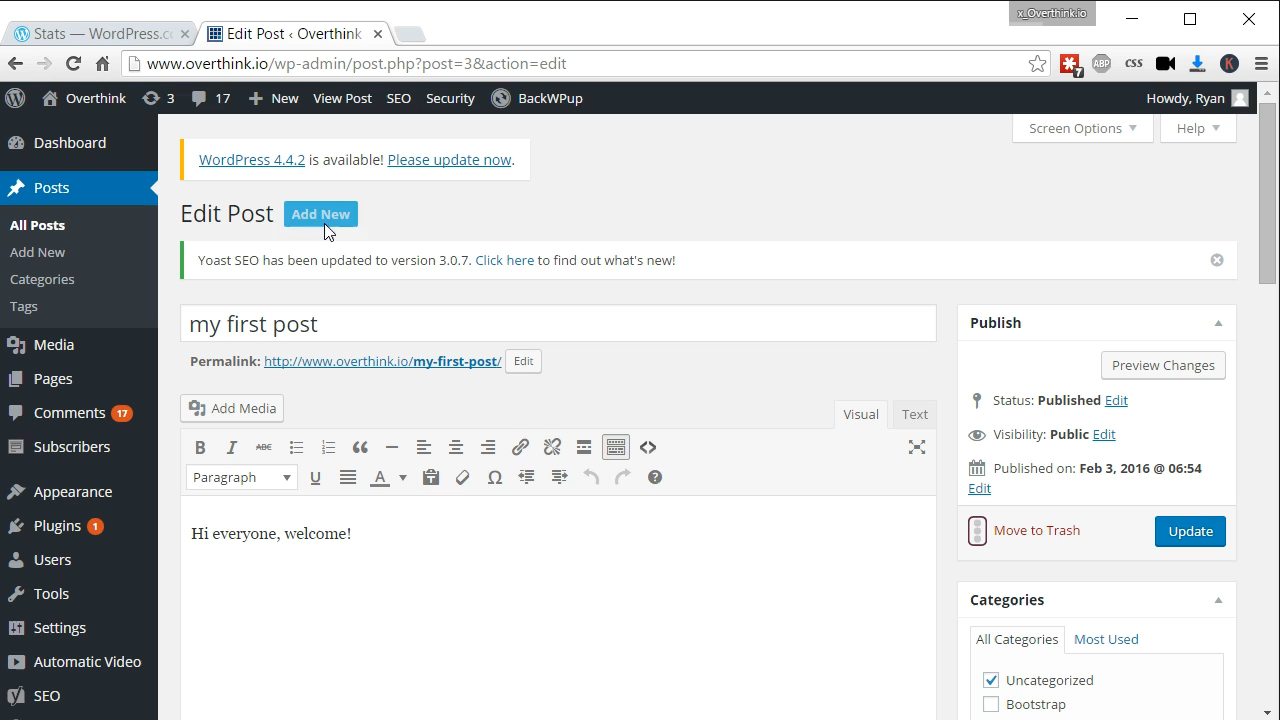 x_Overthink.io
Stats — WordPress.c
Edit Post ‹ Overthink
www.overthink.io/wp-admin/post.php?post=3&action=edit
7
ABP
css
K
Overthink
3
17
New
View Post
SEO
Security
BackWPup
Howdy, Ryan
Dashboard
Posts
All Posts
Add New
Categories
Tags
Media
Pages
Comments 17
Subscribers
Appearance
Plugins 1
Users
Tools
Settings
Automatic Video
SEO
Screen Options
Help
WordPress 4.4.2 is available! Please update now.
Edit Post
Add New
Yoast SEO has been updated to version 3.0.7. Click here to find out what's new!
my first post
Permalink: http://www.overthink.io/my-first-post/
Edit
Add Media
Visual
Text
B
I
ABC
Paragraph
U
A
Ω
Hi everyone, welcome!
Publish
Preview Changes
Status: Published Edit
Visibility: Public Edit
Published on: Feb 3, 2016 @ 06:54
Edit
Move to Trash
Update
Categories
All Categories
Most Used
Uncategorized
Bootstrap